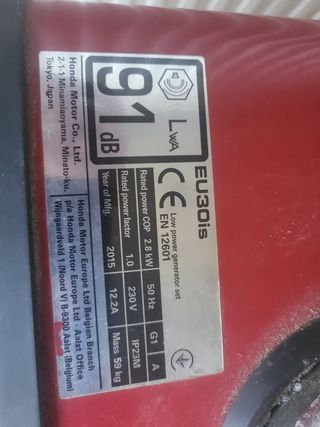 EU30is
LWA
91 dB
CE
Low power generator set
EN 12601
Rated power COP 2.8 kW 50 Hz G1 A
Rated power factor 1.0 230 V IP23M
Year of Mfg. 2015 12.2A Mass 59 kg
Honda Motor Co., Ltd.
2-1-1 Minamiaoyama, Minato-ku,
Tokyo, Japan
Honda Motor Europe Ltd Belgian Branch
p/a Honda Motor Europe Ltd - Aalst Office
Wijngaardveld 1 (Noord V) B-9300 Aalst (Belgium)